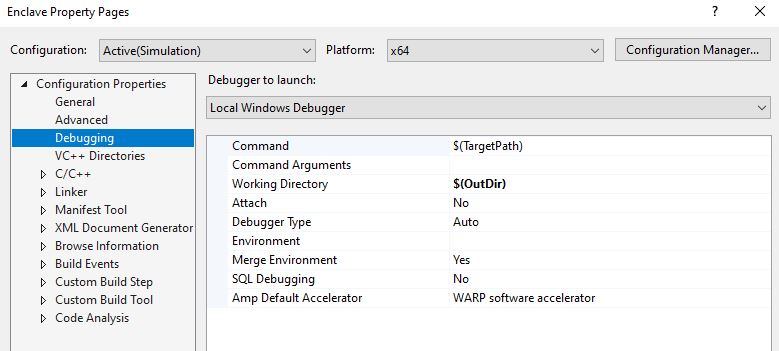 Enclave Property Pages ? ×
Configuration: Active(Simulation) Platform: x64 Configuration Manager...
Configuration Properties
General
Advanced
Debugging
VC++ Directories
C/C++
Linker
Manifest Tool
XML Document Generator
Browse Information
Build Events
Custom Build Step
Custom Build Tool
Code Analysis
Debugger to launch:
Local Windows Debugger
Command $(TargetPath)
Command Arguments
Working Directory $(OutDir)
Attach No
Debugger Type Auto
Environment
Merge Environment Yes
SQL Debugging No
Amp Default Accelerator WARP software accelerator